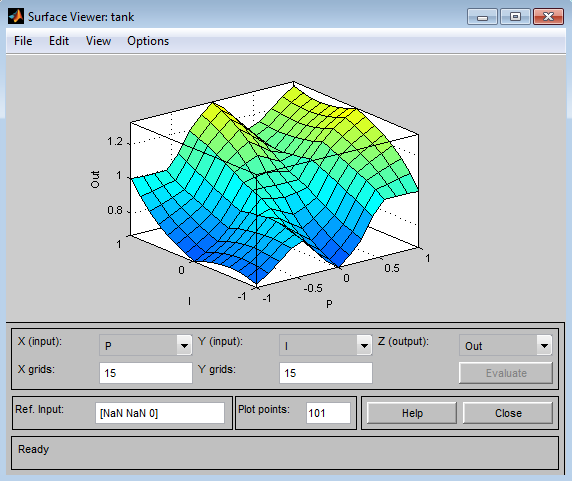 Surface Viewer: tank
File Edit View Options
1.2
1
0.8
Out
1
0
-1
I
-1
-0.5
0
0.5
1
P
X (input): P Y (input): I Z (output): Out
X grids: 15 Y grids: 15 Evaluate
Ref. Input: [NaN NaN 0] Plot points: 101 Help Close
Ready